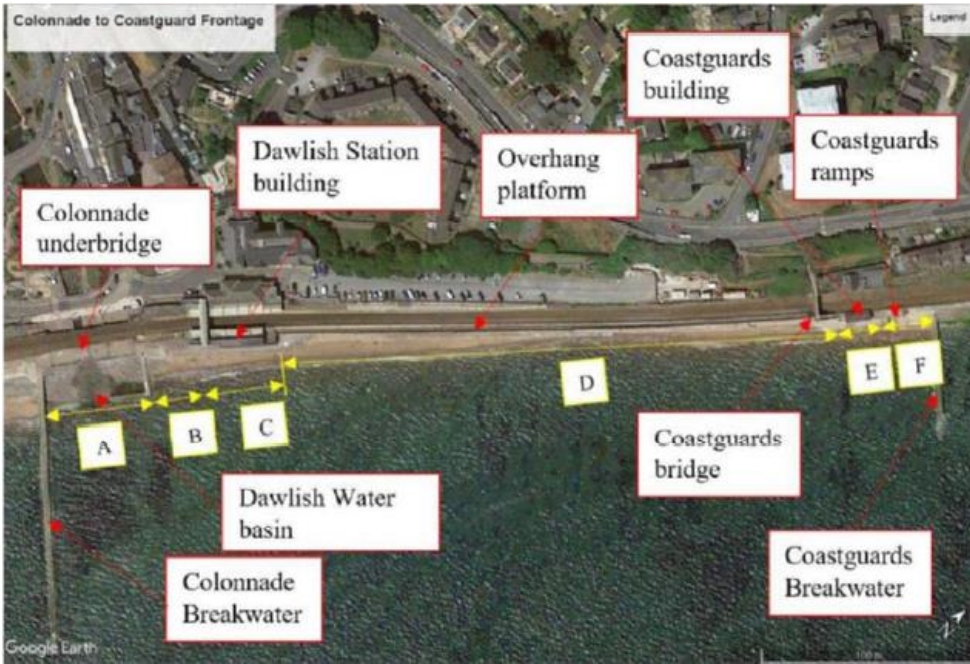 Colonnade to Coastguard Frontage
Legend
Coastguards
building
Dawlish Station
building
Overhang
platform
Coastguards
ramps
Colonnade
underbridge
A
B
C
D
E
F
Dawlish Water
basin
Coastguards
bridge
Colonnade
Breakwater
Coastguards
Breakwater
Google Earth
N
100 m